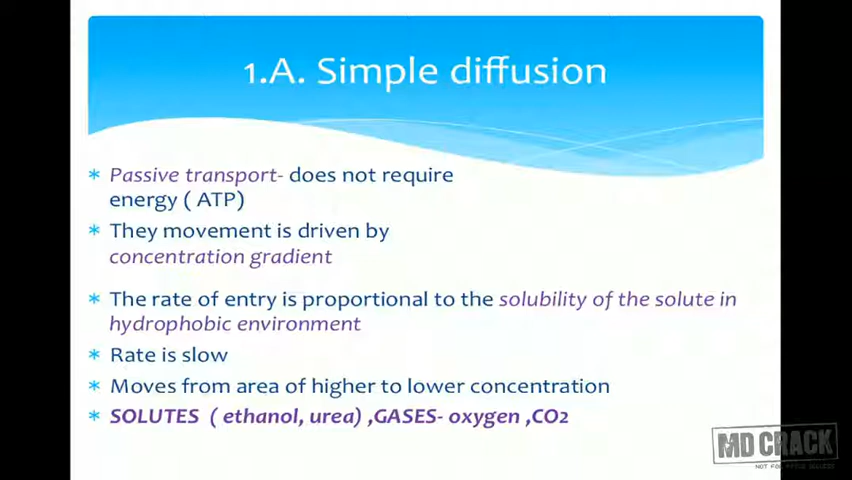 1.A. Simple diffusion
* Passive transport- does not require
energy ( ATP)
* They movement is driven by
concentration gradient
* The rate of entry is proportional to the solubility of the solute in
hydrophobic environment
* Rate is slow
* Moves from area of higher to lower concentration
* SOLUTES ( ethanol, urea) ,GASES- oxygen ,CO2
MD CRACK